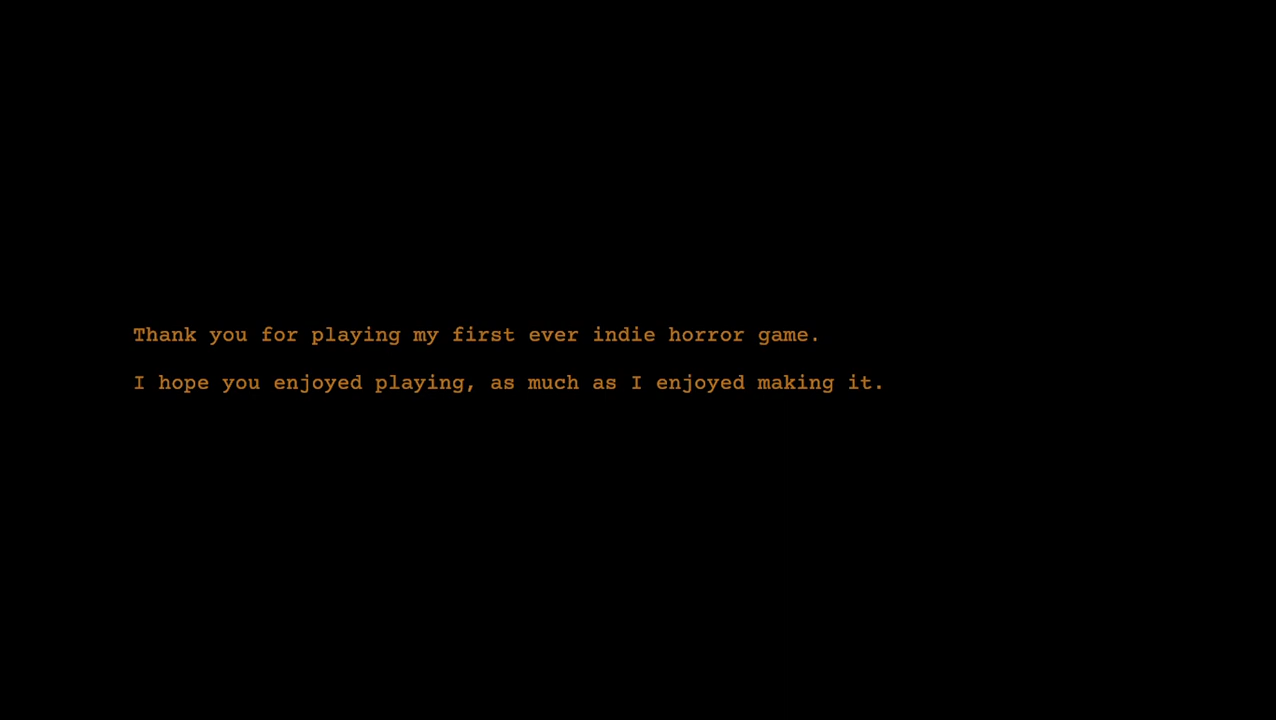 Thank you for playing my first ever indie horror game.
I hope you enjoyed playing, as much as I enjoyed making it.